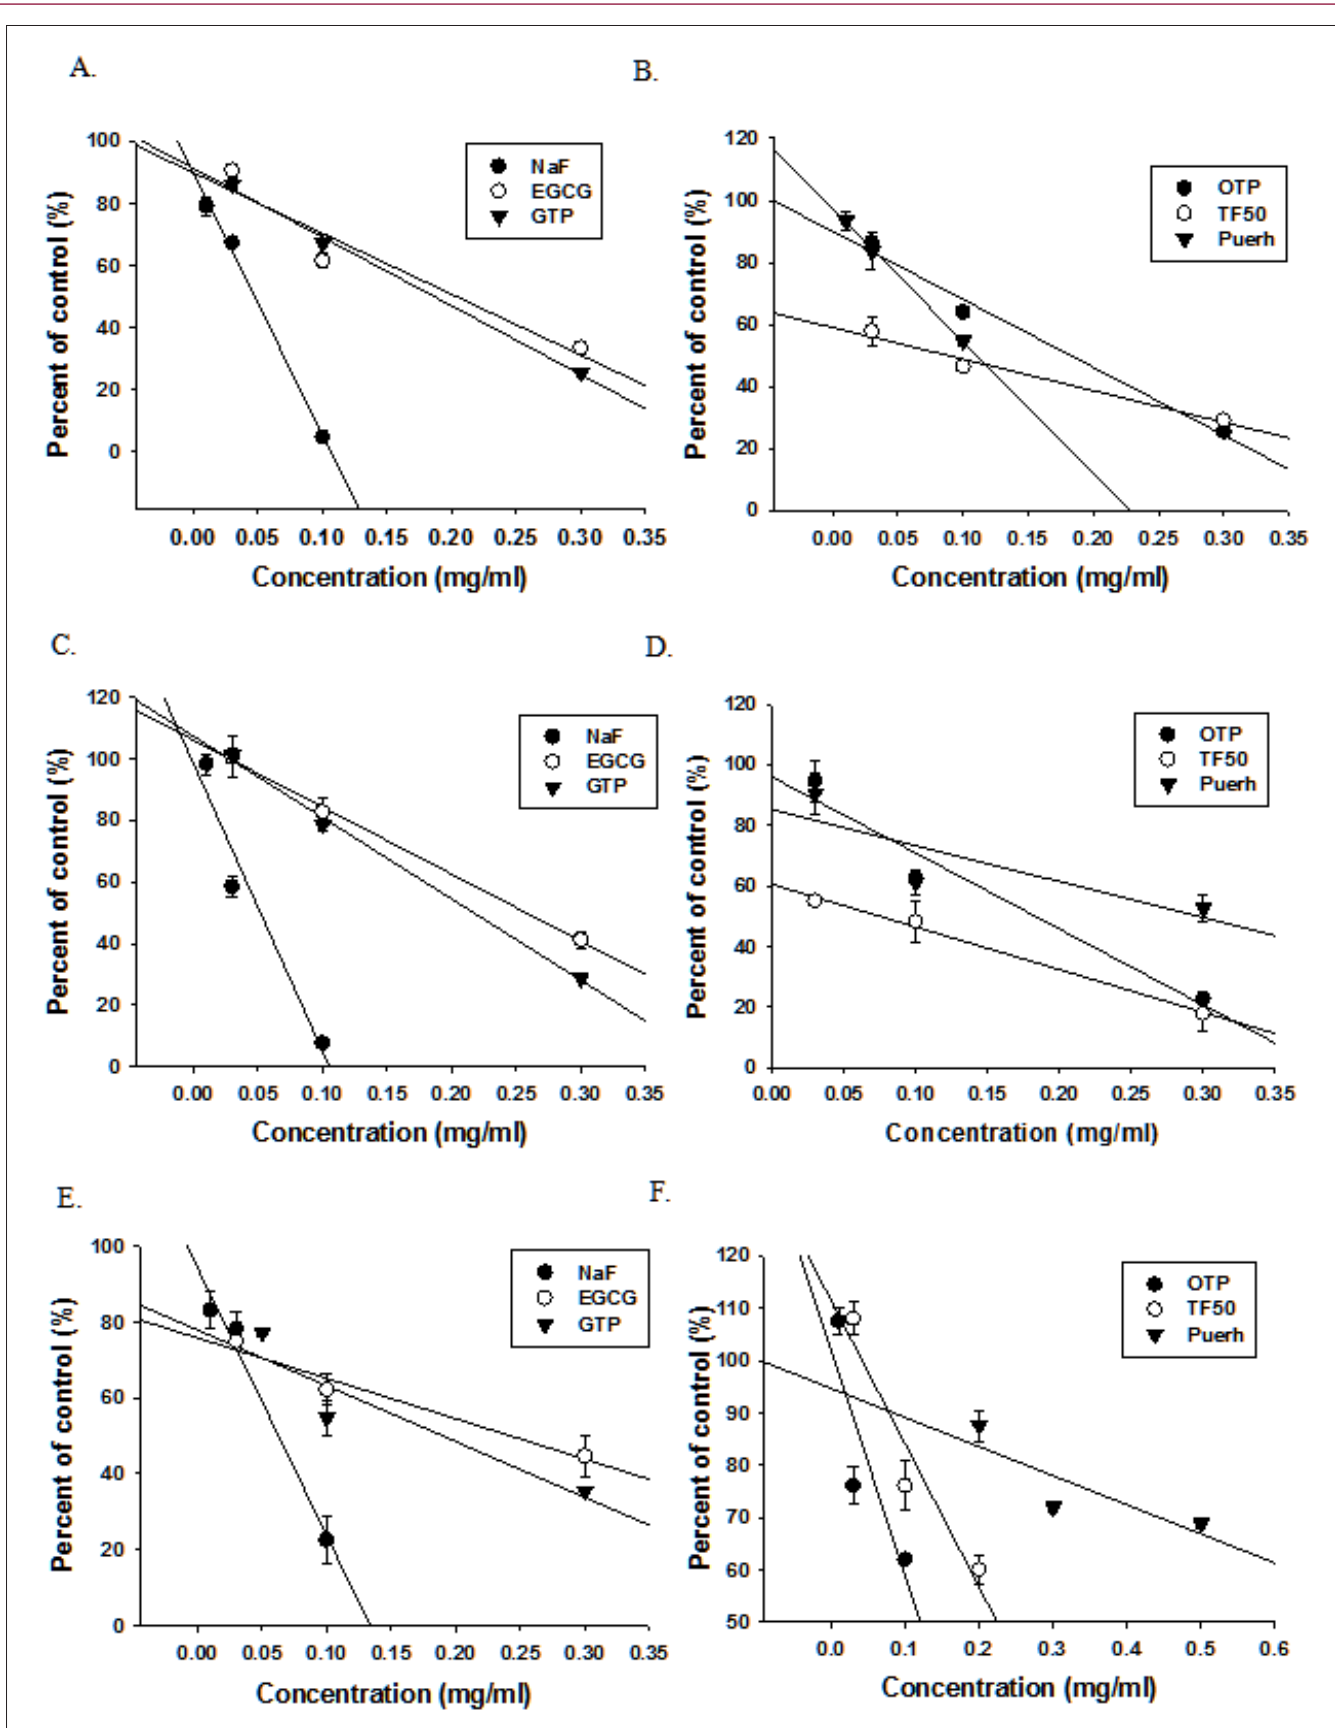 A.
Percent of control (%)
100
80
60
40
20
0
NaF
EGCG
GTP
0.00 0.05 0.10 0.15 0.20 0.25 0.30 0.35
Concentration (mg/ml)
B.
Percent of control (%)
120
100
80
60
40
20
0
OTP
TF50
Puerh
0.00 0.05 0.10 0.15 0.20 0.25 0.30 0.35
Concentration (mg/ml)
C.
Percent of control (%)
120
100
80
60
40
20
0
NaF
EGCG
GTP
0.00 0.05 0.10 0.15 0.20 0.25 0.30 0.35
Concentration (mg/ml)
D.
Percent of control (%)
120
100
80
60
40
20
0
OTP
TF50
Puerh
0.00 0.05 0.10 0.15 0.20 0.25 0.30 0.35
Concentration (mg/ml)
E.
Percent of control (%)
100
80
60
40
20
0
NaF
EGCG
GTP
0.00 0.05 0.10 0.15 0.20 0.25 0.30 0.35
Concentration (mg/ml)
F.
Percent of control (%)
120
110
100
90
80
70
60
50
OTP
TF50
Puerh
0.0 0.1 0.2 0.3 0.4 0.5 0.6
Concentration (mg/ml)